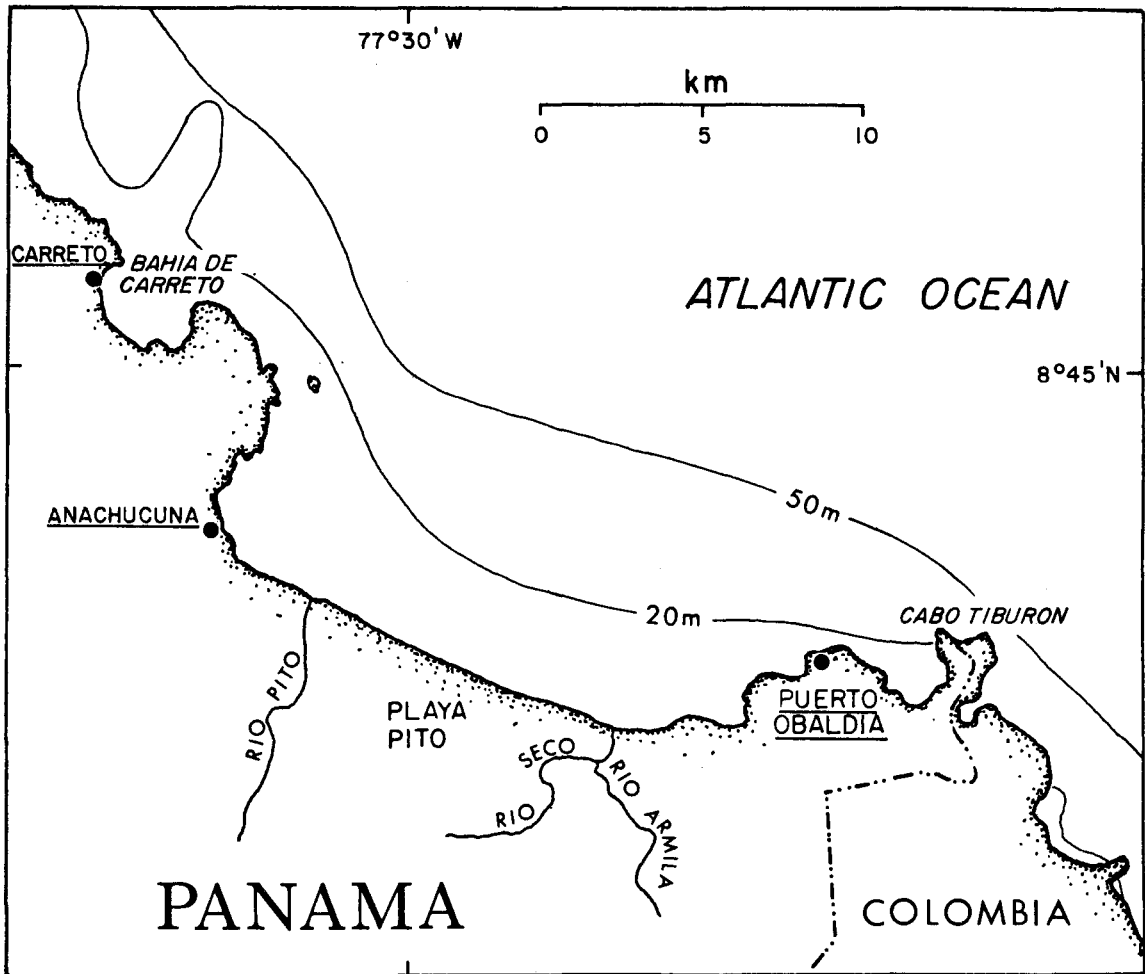 77°30' W
km
0 5 10
CARRETO
BAHIA DE
CARRETO
ATLANTIC OCEAN
8°45'N
ANACHUCUNA
50m
20m
CABO TIBURON
RIO PITO
PLAYA
PITO
PUERTO
OBALDIA
RIO SECO
RIO ARMILA
PANAMA
COLOMBIA